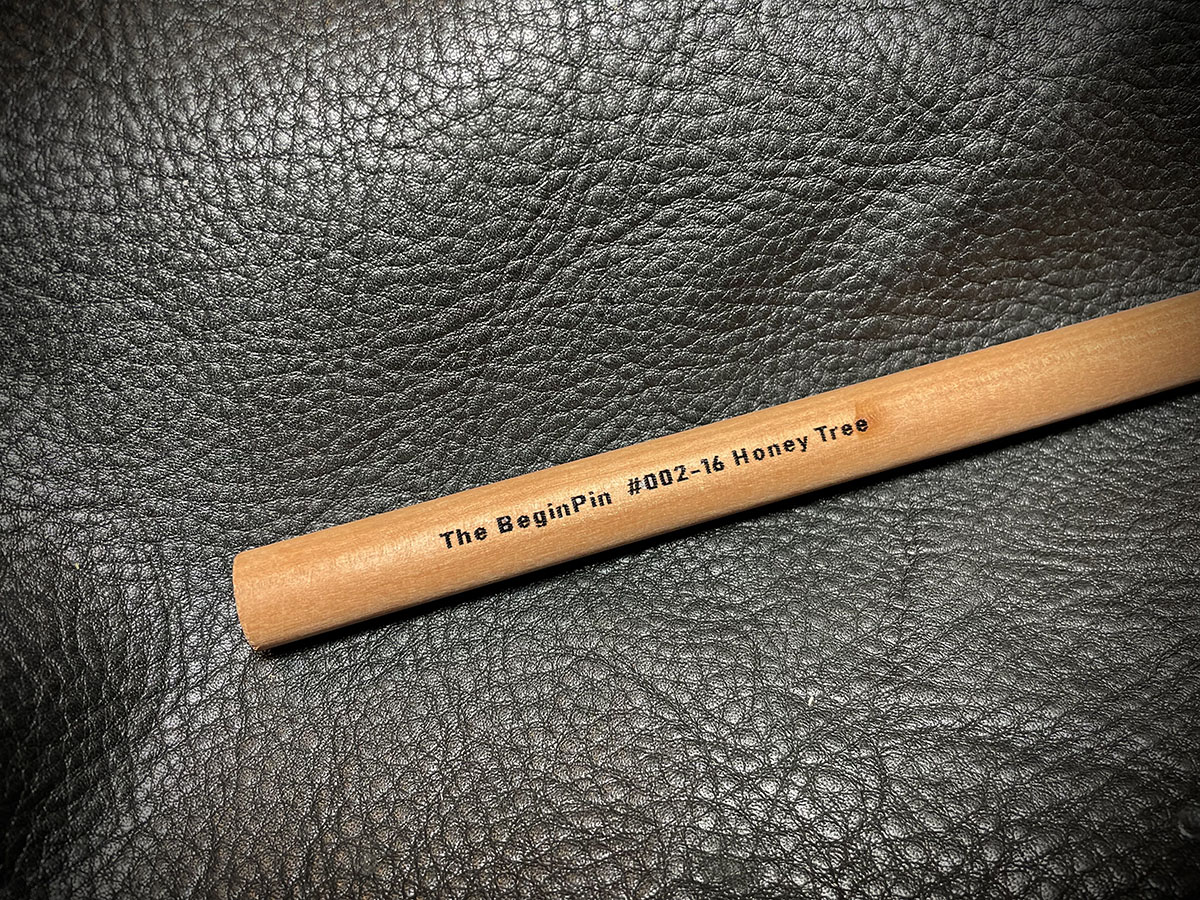 The BeginPin #002-16 Honey Tree